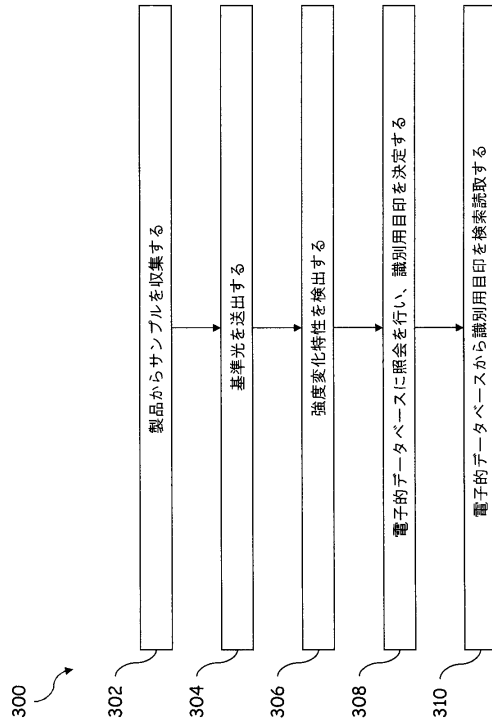 300
302
製品からサンプルを収集する
304
基準光を送出する
306
強度変化特性を検出する
308
電子的データベースに照会を行い、識別用目印を決定する
310
電子的データベースから識別用目印を検索読取する